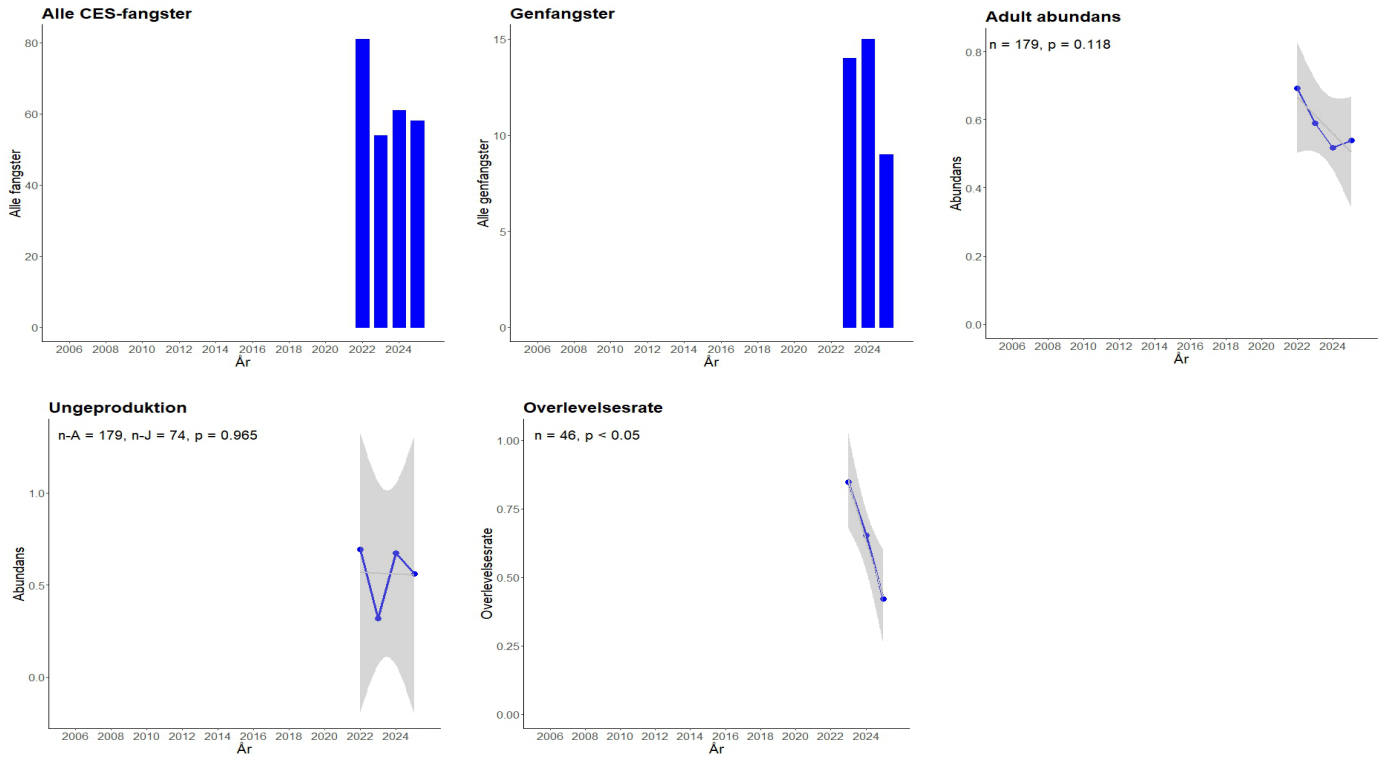 Alle CES-fangster
Alle fangster
80
60
40
20
0
2006 2008 2010 2012 2014 2016 2018 2020 2022 2024
År
Genfangster
Alle genfangster
15
10
5
0
2006 2008 2010 2012 2014 2016 2018 2020 2022 2024
År
Adult abundans
n = 179, p = 0.118
Abundans
0.8
0.6
0.4
0.2
0.0
2006 2008 2010 2012 2014 2016 2018 2020 2022 2024
År
Ungeproduktion
n-A = 179, n-J = 74, p = 0.965
Abundans
1.0
0.5
0.0
2006 2008 2010 2012 2014 2016 2018 2020 2022 2024
År
Overlevelsesrate
n = 46, p < 0.05
Overlevelsesrate
1.00
0.75
0.50
0.25
0.00
2006 2008 2010 2012 2014 2016 2018 2020 2022 2024
År